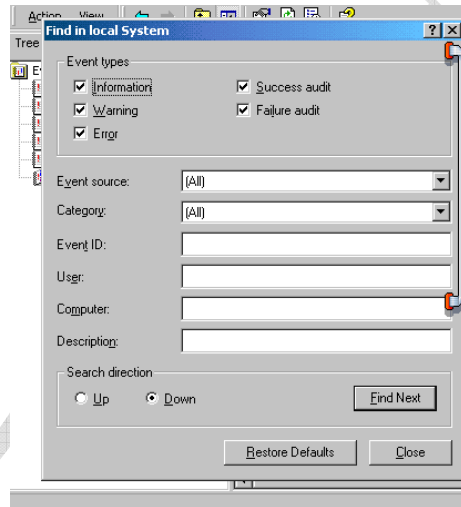 Action View
Find in local System
Tree
Event types
Information
Success audit
Warning
Failure audit
Error
Event source: (All)
Category: (All)
Event ID:
User:
Computer:
Description:
Search direction
Up Down Find Next
Restore Defaults Close